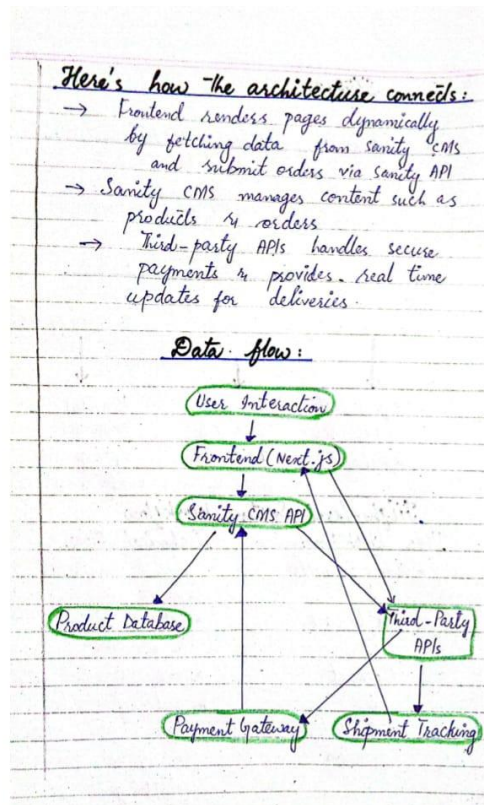 Here's how the architecture connects:
→ Frontend renders pages dynamically
by fetching data from sanity CMS
and submit orders via sanity API
→ Sanity CMS manages content such as
products & orders
→ Third-party APIs handles secure
payments & provides. real time
updates for deliveries.
Data flow:
User Interaction
Frontend (Next.js)
Sanity CMS API
Product Database
Third-Party
APIs
Payment Gateway
Shipment Tracking